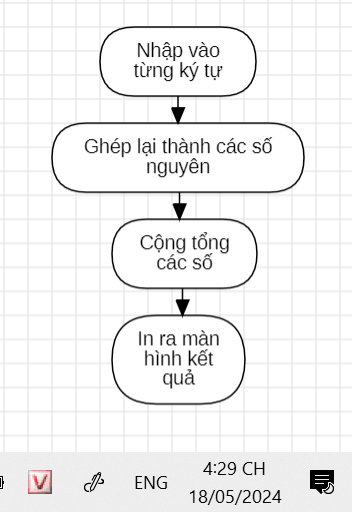 Nhập vào
từng ký tự
Ghép lại thành các số
nguyên
Cộng tổng
các số
In ra màn
hình kết
quả
V
ENG
4:29 CH
18/05/2024